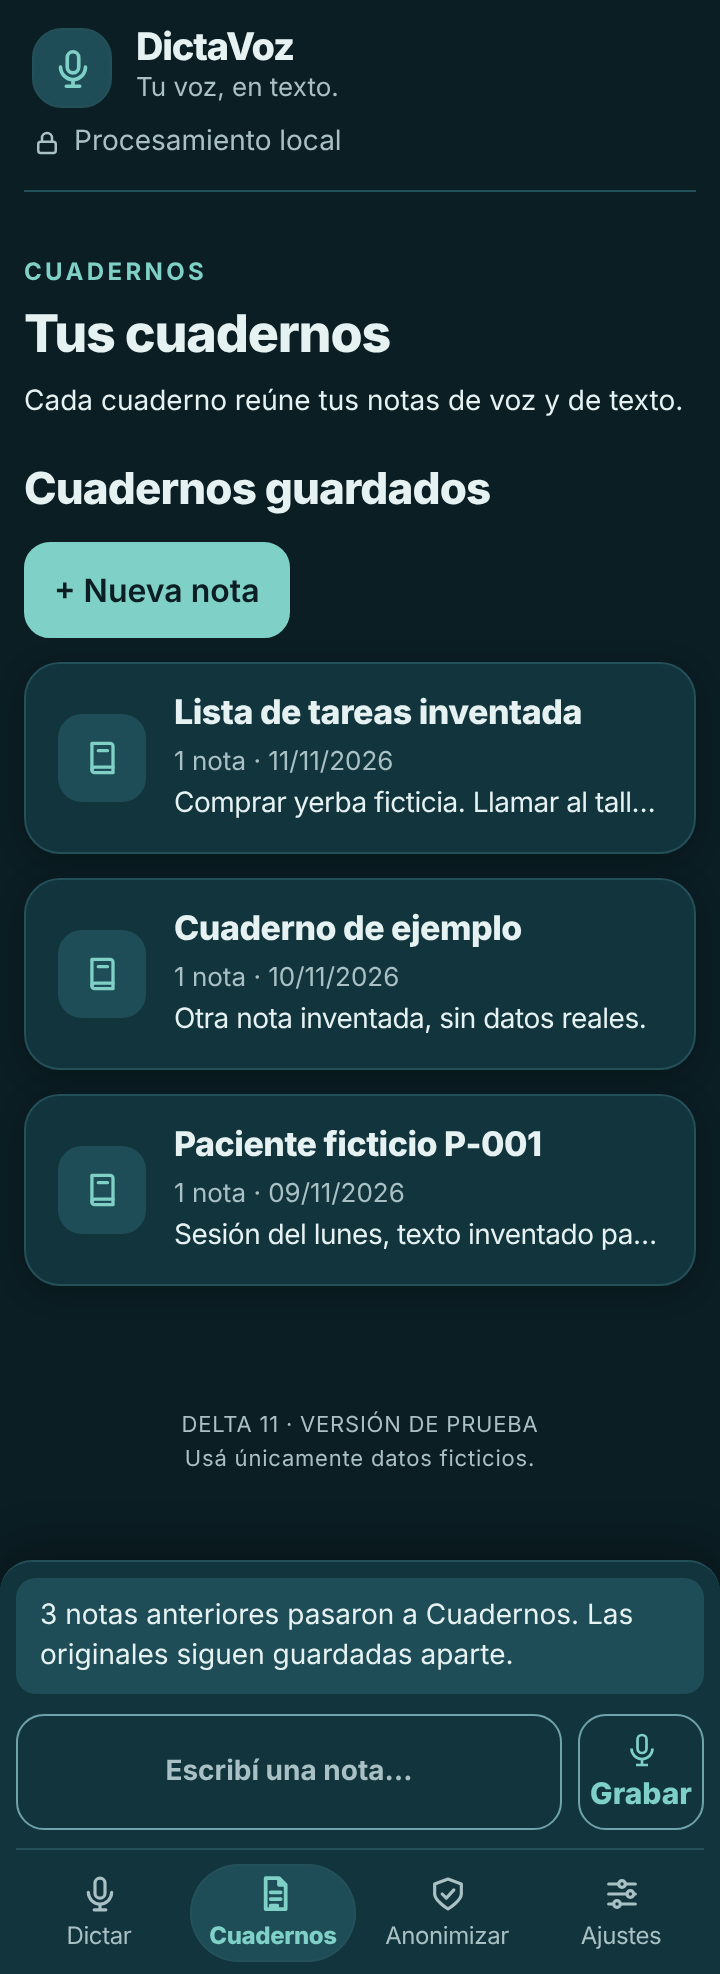 DictaVoz
Tu voz, en texto.
Procesamiento local
CUADERNOS
Tus cuadernos
Cada cuaderno reúne tus notas de voz y de texto.
Cuadernos guardados
+ Nueva nota
Lista de tareas inventada
1 nota · 11/11/2026
Comprar yerba ficticia. Llamar al tall...
Cuaderno de ejemplo
1 nota · 10/11/2026
Otra nota inventada, sin datos reales.
Paciente ficticio P-001
1 nota · 09/11/2026
Sesión del lunes, texto inventado pa...
DELTA 11 · VERSIÓN DE PRUEBA
Usá únicamente datos ficticios.
3 notas anteriores pasaron a Cuadernos. Las
originales siguen guardadas aparte.
Escribí una nota...
Grabar
Dictar
Cuadernos
Anonimizar
Ajustes